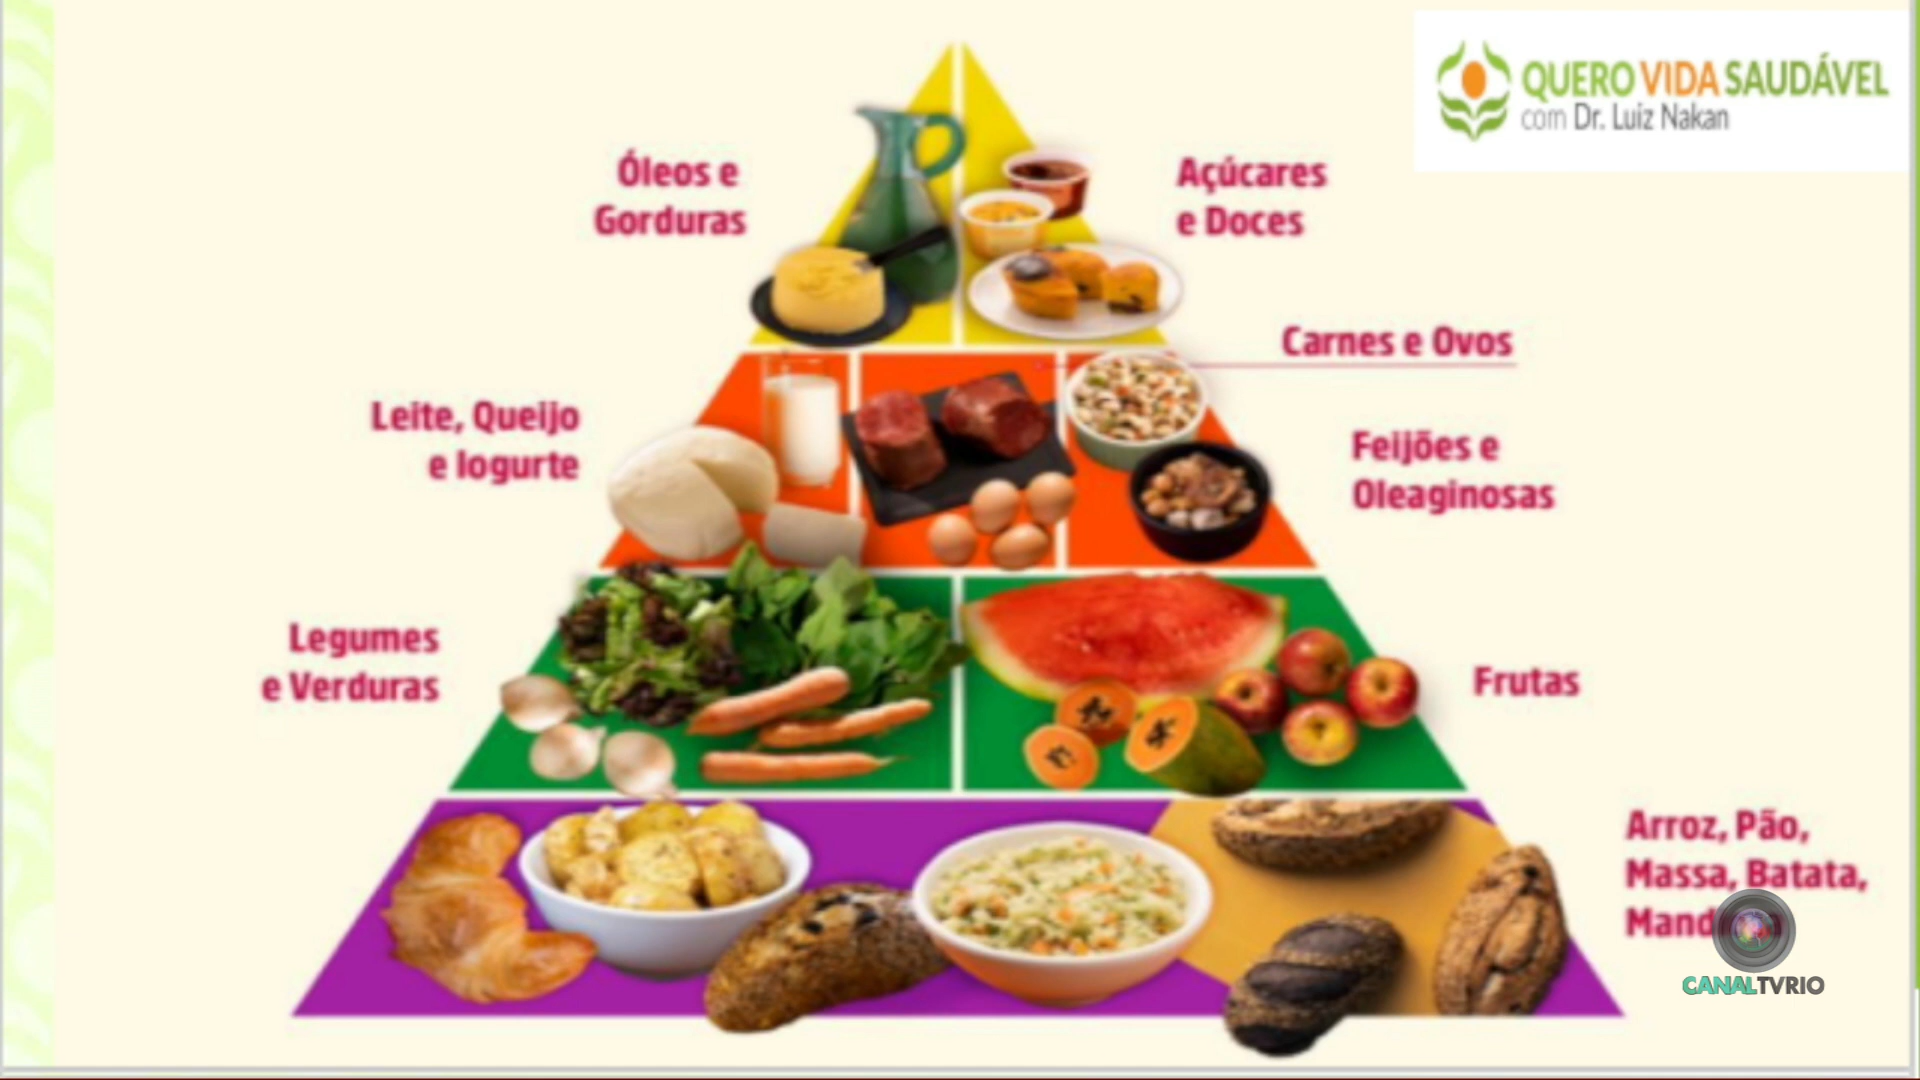 QUERO VIDA SAUDÁVEL
com Dr. Luiz Nakan
Óleos e
Gorduras
Açúcares
e Doces
Carnes e Ovos
Leite, Queijo
e Iogurte
Feijões e
Oleaginosas
Legumes
e Verduras
Frutas
Arroz, Pão,
Massa, Batata,
CANALTVRIO